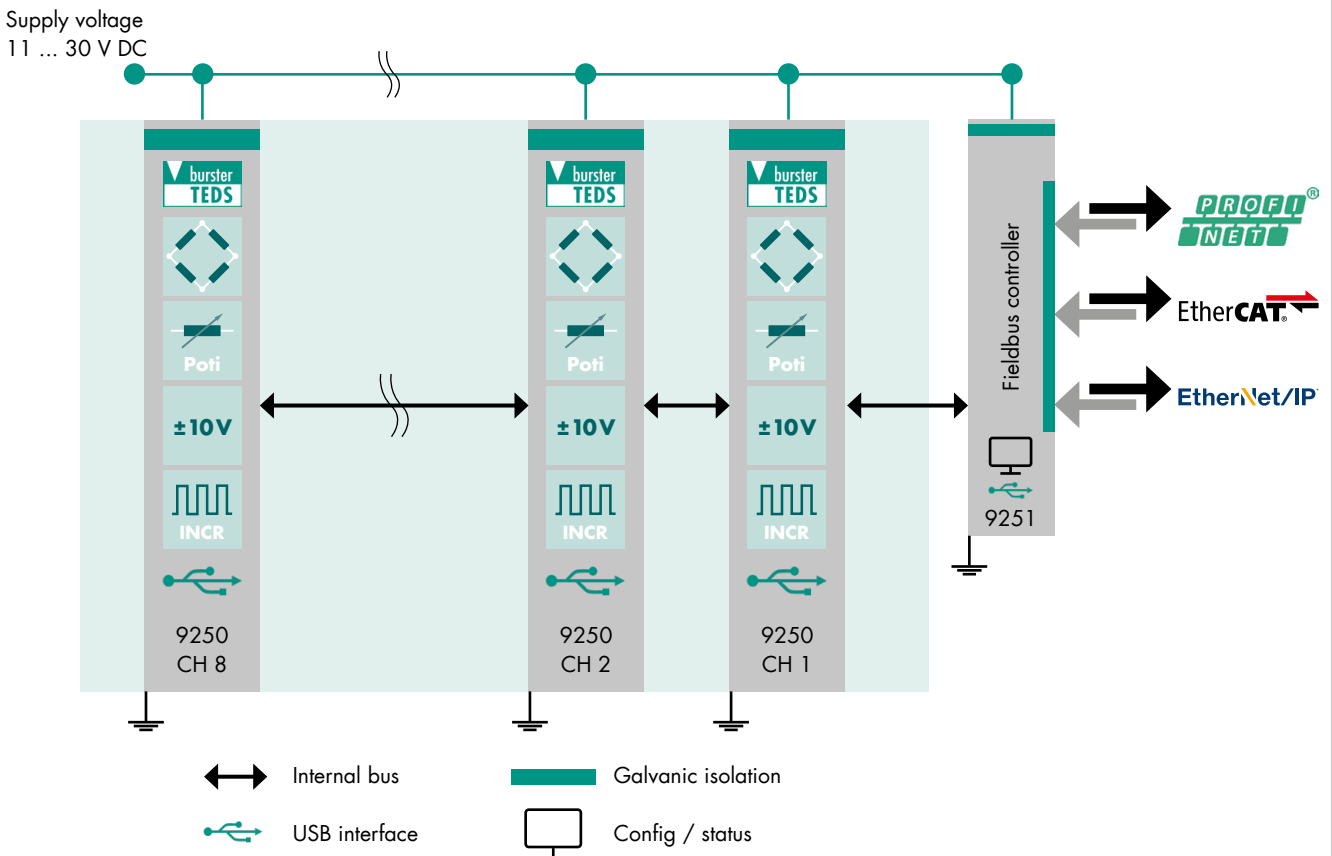 Supply voltage
11 ... 30 V DC
burster
TEDS
Poti
±10V
INCR
9250
CH 8
burster
TEDS
Poti
±10V
INCR
9250
CH 2
burster
TEDS
Poti
±10V
INCR
9250
CH 1
Fieldbus controller
9251
PROFI®
NET
EtherCAT®
EtherNet/IP
Internal bus
Galvanic isolation
USB interface
Config / status